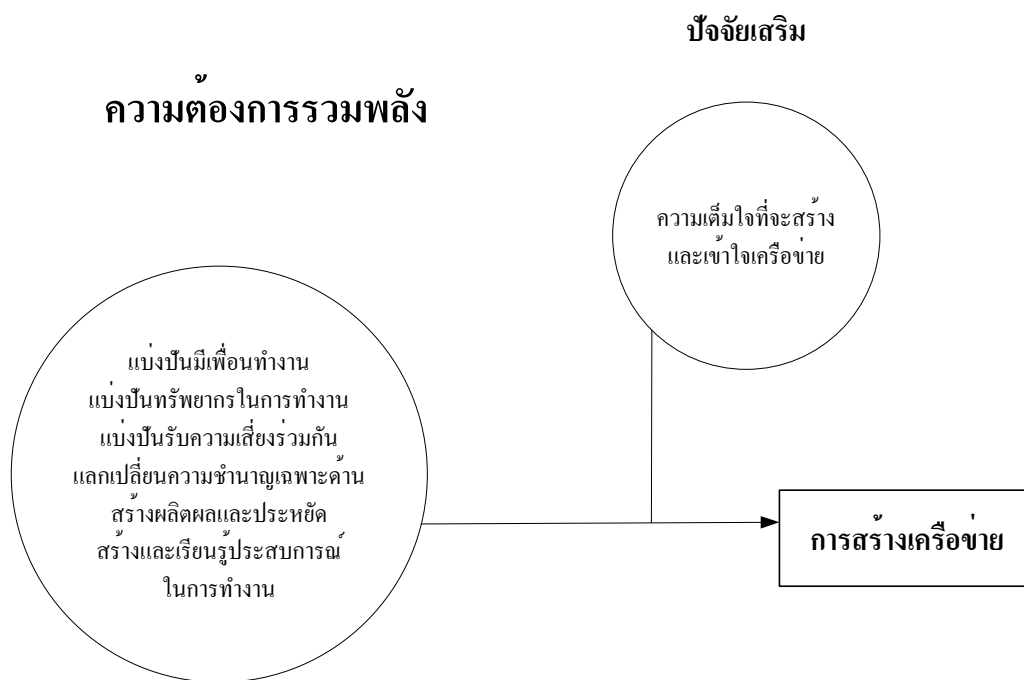 ปัจจัยเสริม
ความต้องการรวมพลัง
ความเต็มใจที่จะสร้าง
และเข้าใจเครือข่าย
แบ่งปันมีเพื่อนทำงาน
แบ่งปันทรัพยากรในการทำงาน
แบ่งปันรับความเสี่ยงร่วมกัน
แลกเปลี่ยนความชำนาญเฉพาะด้าน
สร้างผลิตผลและประหยัด
สร้างและเรียนรู้ประสบการณ์
ในการทำงาน
การสร้างเครือข่าย